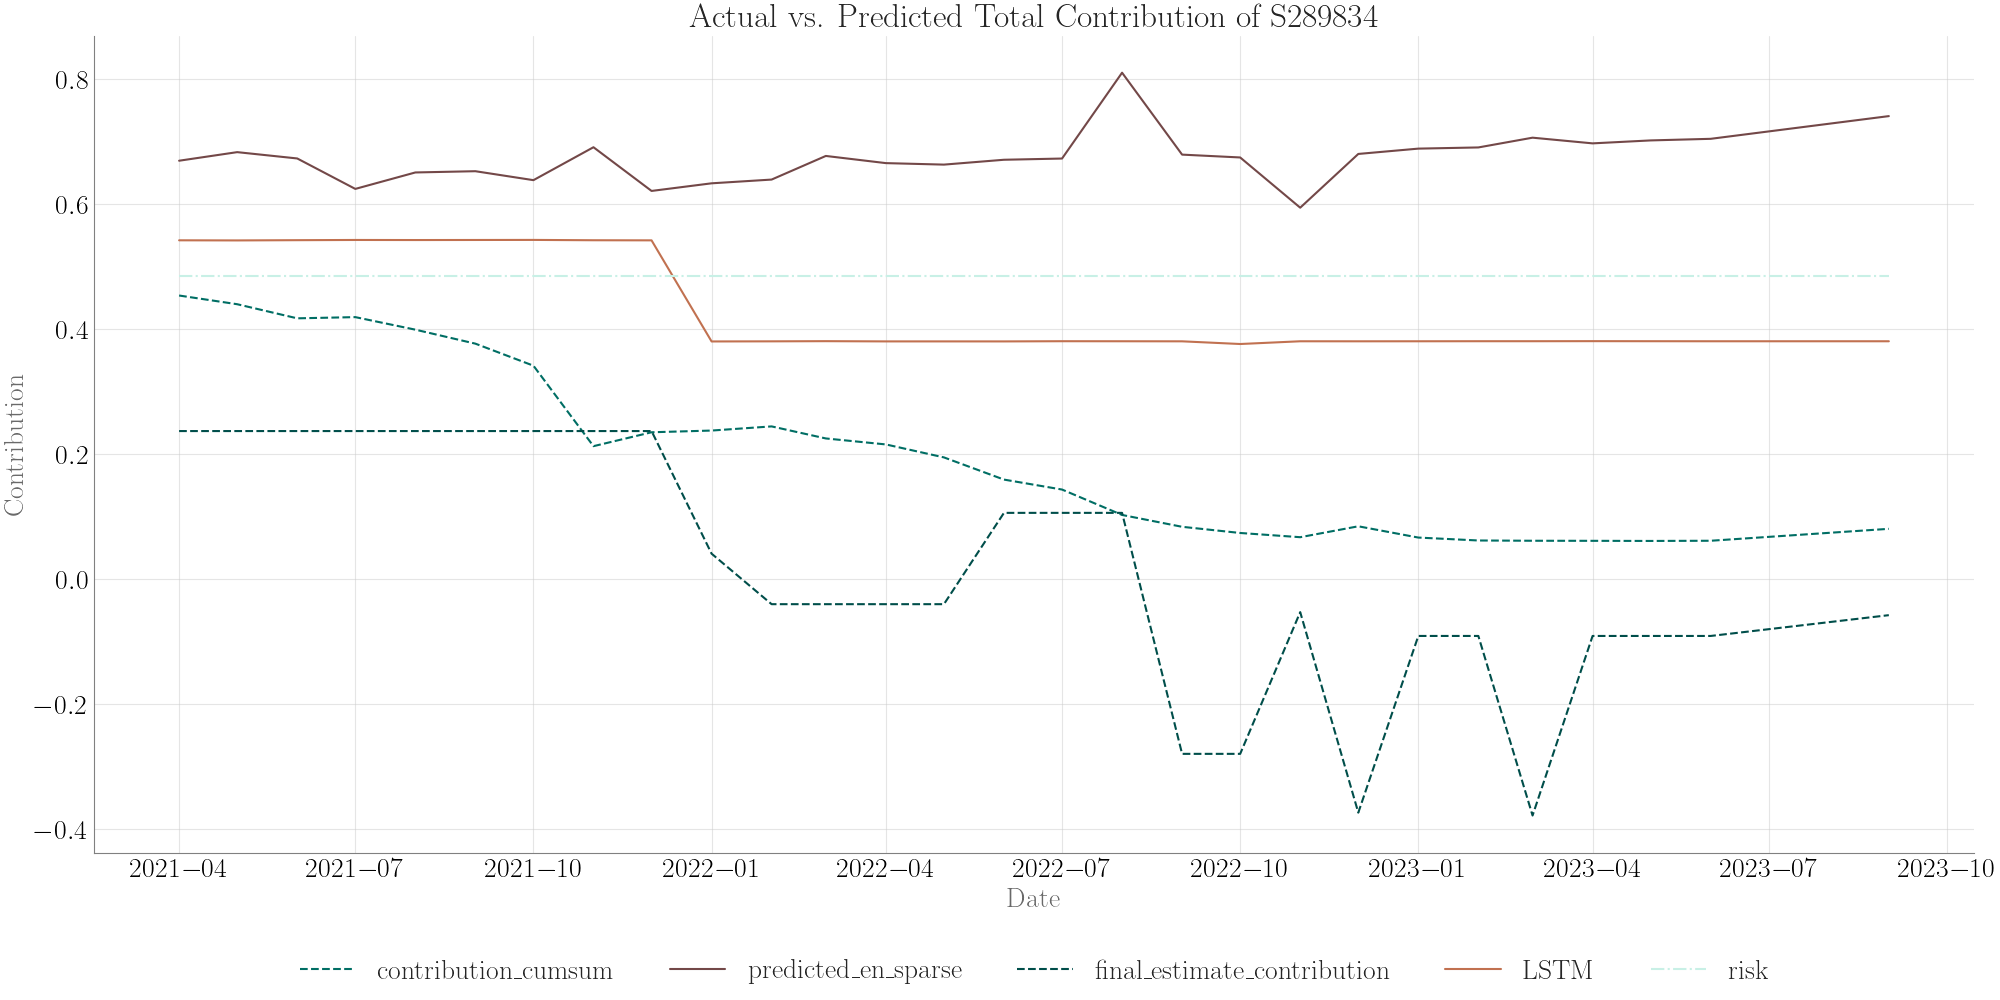 Actual vs. Predicted Total Contribution of S289834
Contribution
0.8
0.6
0.4
0.2
0.0
−0.2
−0.4
2021−04 2021−07 2021−10 2022−01 2022−04 2022−07 2022−10 2023−01 2023−04 2023−07 2023−10
Date
contribution_cumsum predicted_en_sparse final_estimate_contribution LSTM risk